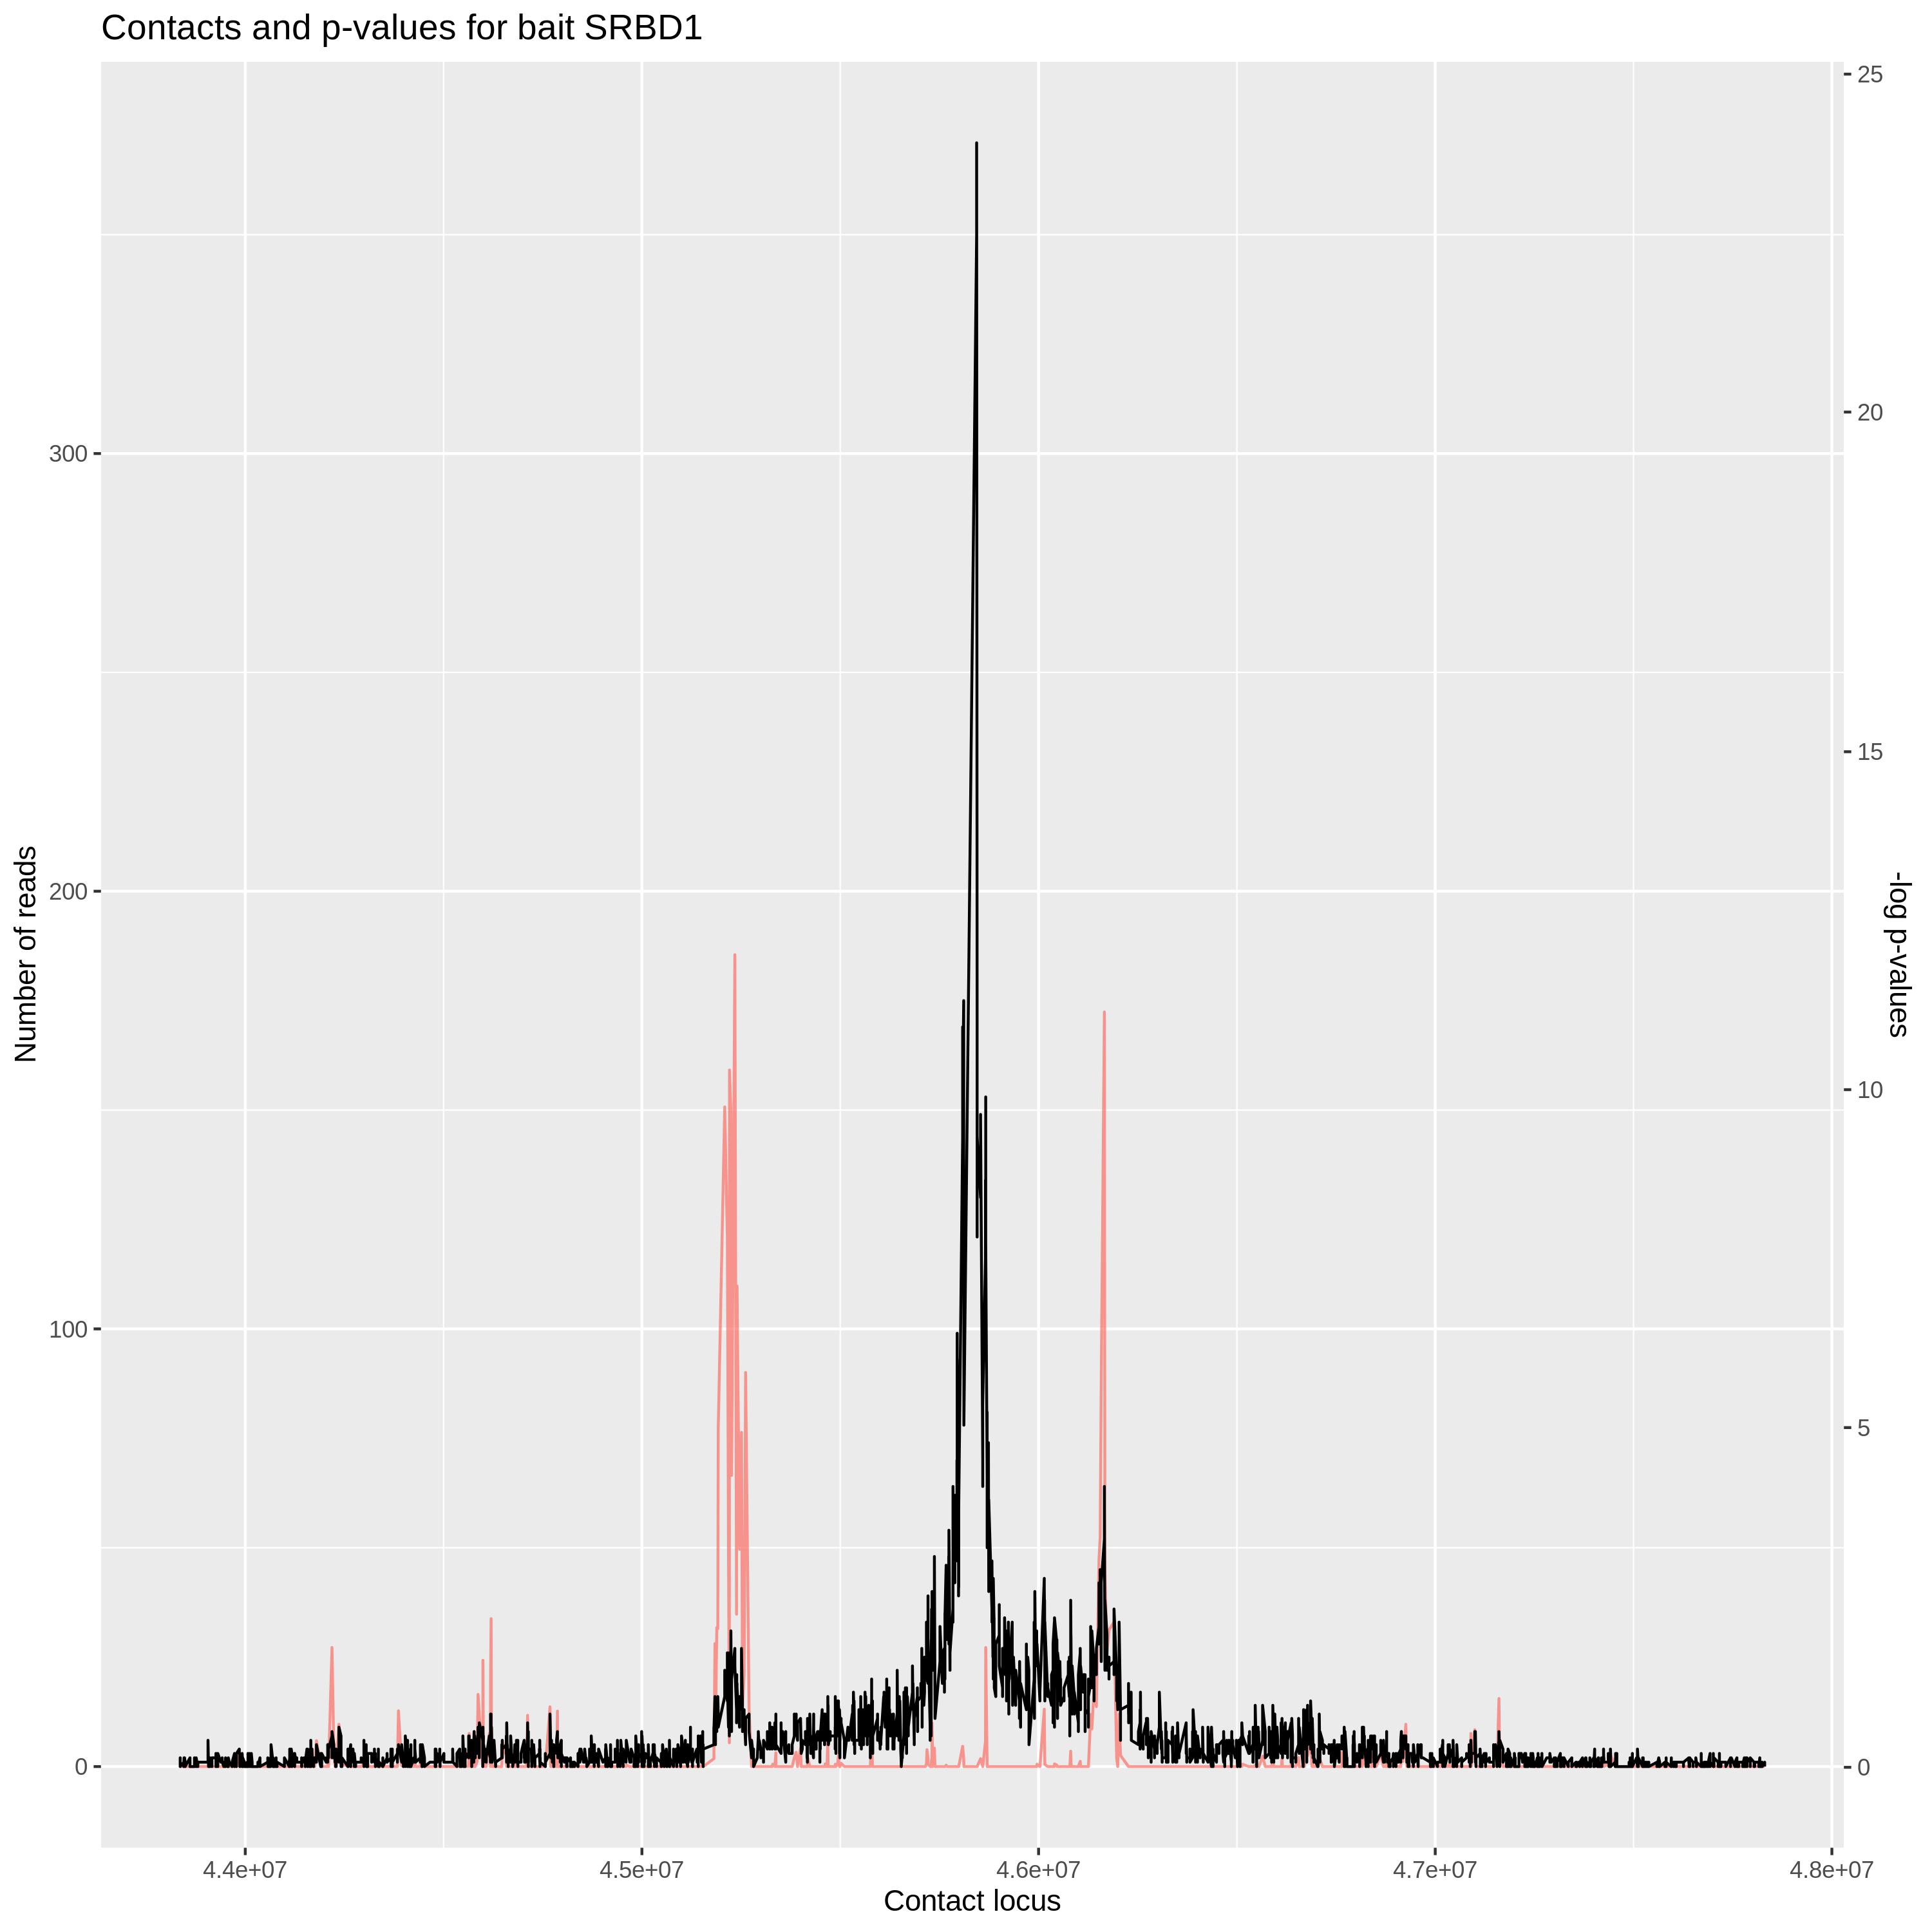 Contacts and p-values for bait SRBD1
25
20
300
15
Number of reads
200
-log p-values
10
100
5
0
0
4.4e+07 4.5e+07 4.6e+07 4.7e+07 4.8e+07
Contact locus